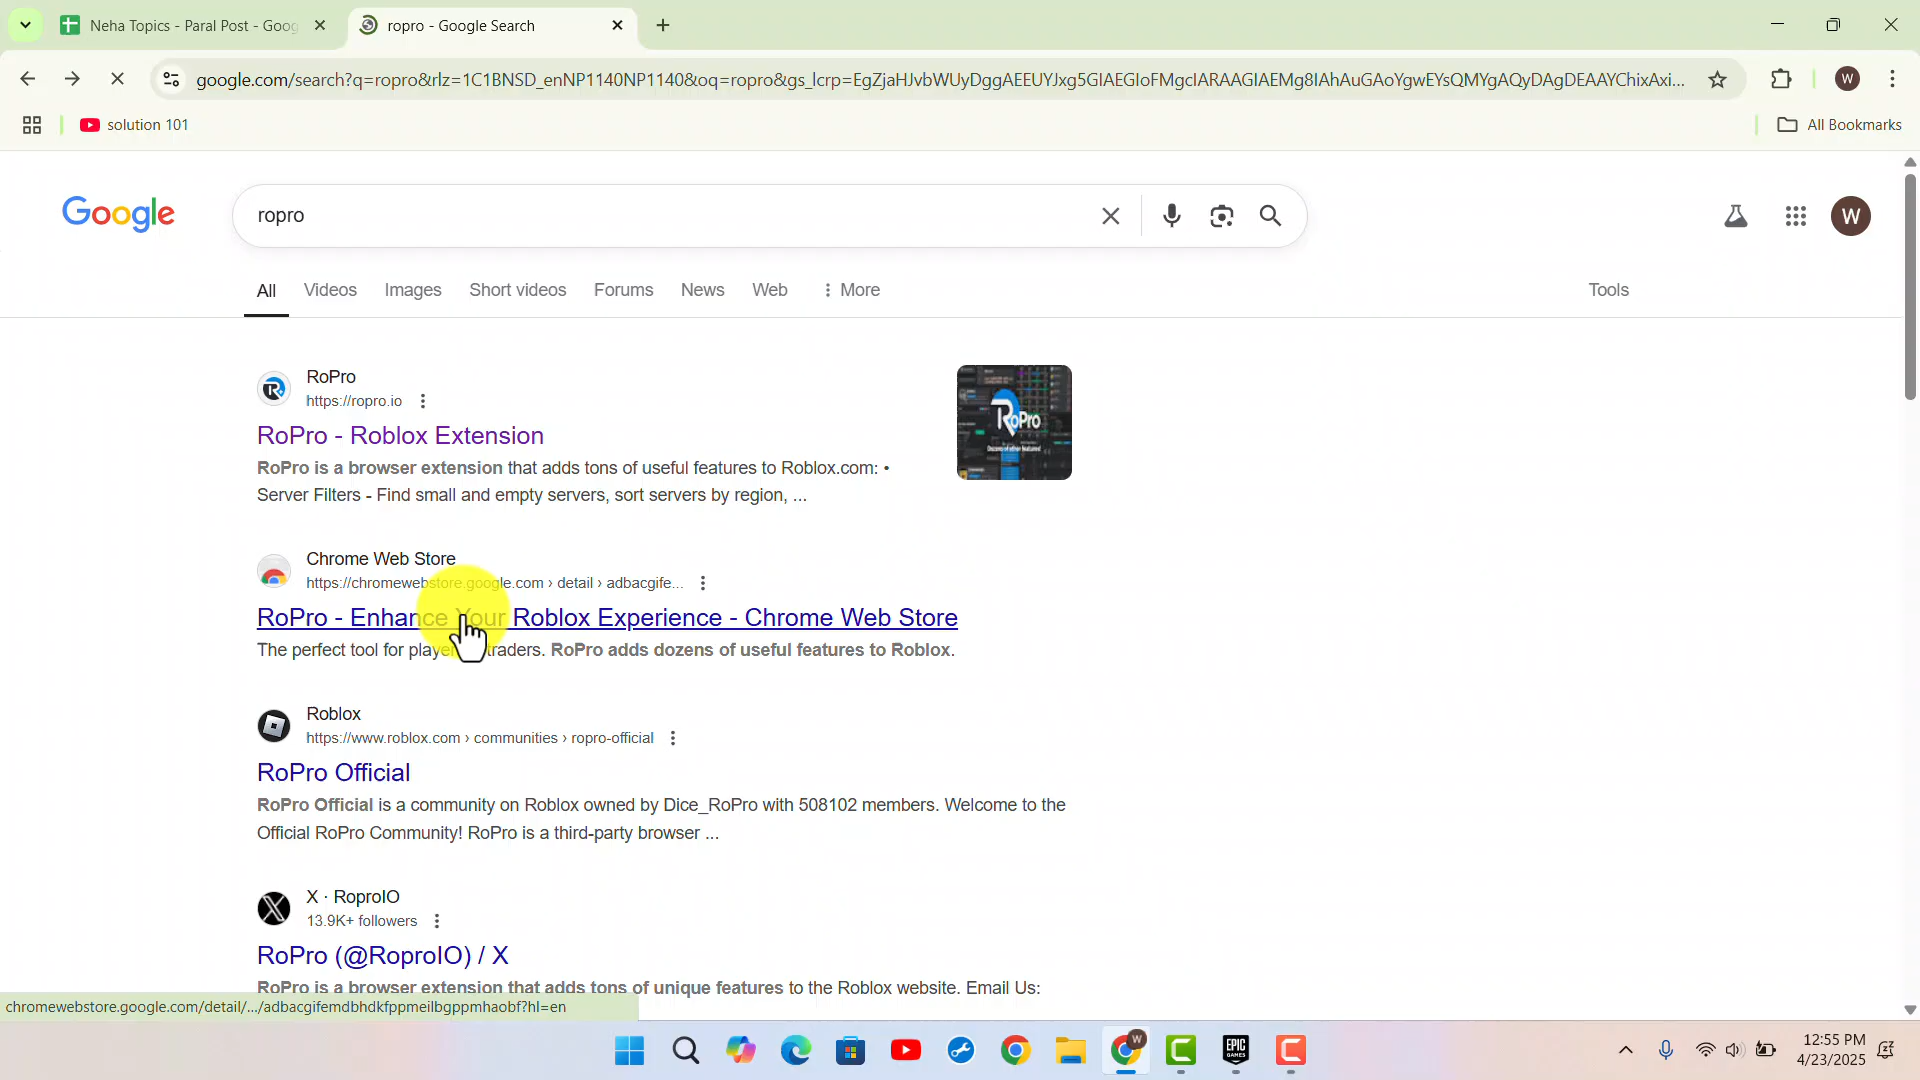 Neha Topics - Paral Post - Goog
ropro - Google Search
google.com/search?q=ropro&rlz=1C1BNSD_enNP1140NP1140&oq=ropro&gs_lcrp=EgZjaHJvbWUyDggAEEUYJxg5GIAEGIoFMgcIARAAGIAEMg8IAhAuGAoYgwEYsQMYgAQyDAgDEAAYChixAxi...
W
solution 101
All Bookmarks
Google
ropro
W
All
Videos
Images
Short videos
Forums
News
Web
More
Tools
RoPro
https://ropro.io
RoPro - Roblox Extension
RoPro is a browser extension that adds tons of useful features to Roblox.com: •
Server Filters - Find small and empty servers, sort servers by region, ...
RoPro
Chrome Web Store
https://chromewebstore.google.com › detail › adbacgife...
RoPro - Enhance Your Roblox Experience - Chrome Web Store
The perfect tool for traders. RoPro adds dozens of useful features to Roblox.
Roblox
https://www.roblox.com › communities › ropro-official
RoPro Official
RoPro Official is a community on Roblox owned by Dice_RoPro with 508102 members. Welcome to the
Official RoPro Community! RoPro is a third-party browser ...
X · RoproIO
13.9K+ followers
RoPro (@RoproIO) / X
RoPro is a browser extension that adds tons of unique features to the Roblox website. Email Us:
chromewebstore.google.com/detail/.../adbacgifemdbhdkfppmeilbgppmhaobf?hl=en
W
EPIC
GAMES
12:55 PM
4/23/2025